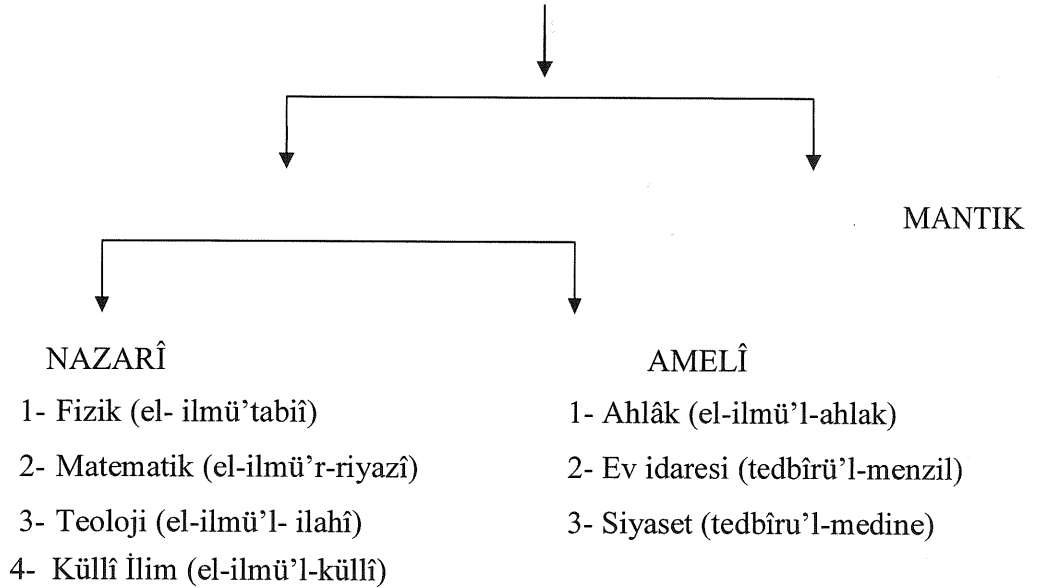 MANTIK
NAZARÎ
1- Fizik (el- ilmü’tabiî)
2- Matematik (el-ilmü’r-riyazî)
3- Teoloji (el-ilmü’l- ilahî)
4- Küllî İlim (el-ilmü’l-küllî)
AMELÎ
1- Ahlâk (el-ilmü’l-ahlak)
2- Ev idaresi (tedbîrü’l-menzil)
3- Siyaset (tedbîru’l-medine)